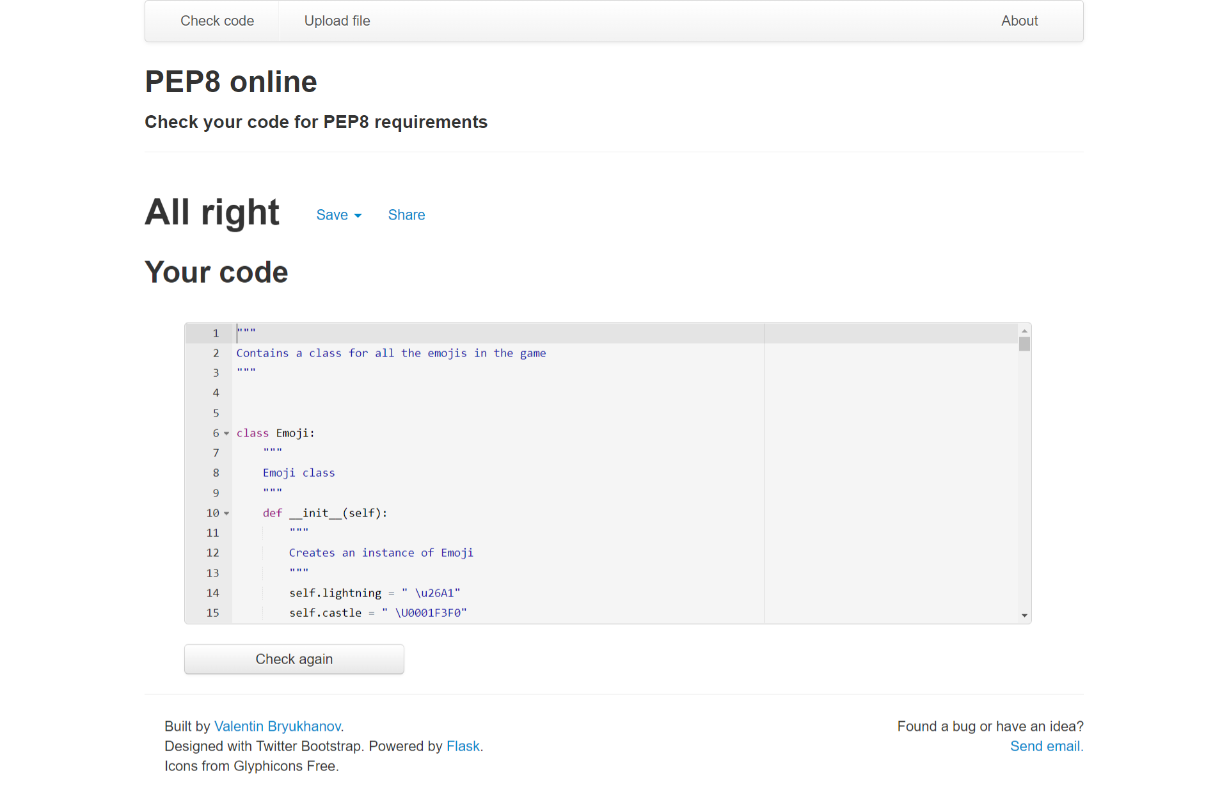 Check code
Upload file
About
PEP8 online
Check your code for PEP8 requirements
All right
Save
Share
Your code
1 """
2 Contains a class for all the emojis in the game
3 """
4
5
6 class Emoji:
7     """
8     Emoji class
9     """
10     def __init__(self):
11         """
12         Creates an instance of Emoji
13         """
14         self.lightning = " \u26A1"
15         self.castle = " \U0001F3F0"
Check again
Built by Valentin Bryukhanov.
Designed with Twitter Bootstrap. Powered by Flask.
Icons from Glyphicons Free.
Found a bug or have an idea?
Send email.